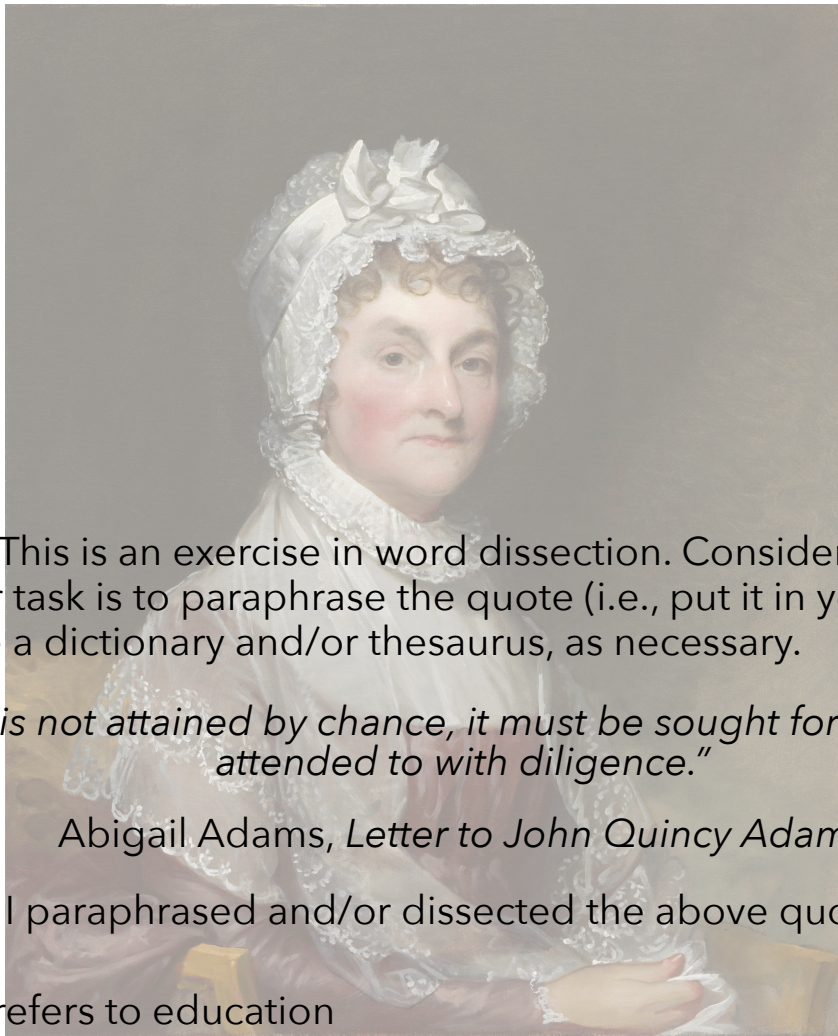 This is an exercise in word dissection. Consider
task is to paraphrase the quote (i.e., put it in y
a dictionary and/or thesaurus, as necessary.
is not attained by chance, it must be sought for
attended to with diligence.”
Abigail Adams, Letter to John Quincy Adam
I paraphrased and/or dissected the above quo
refers to education